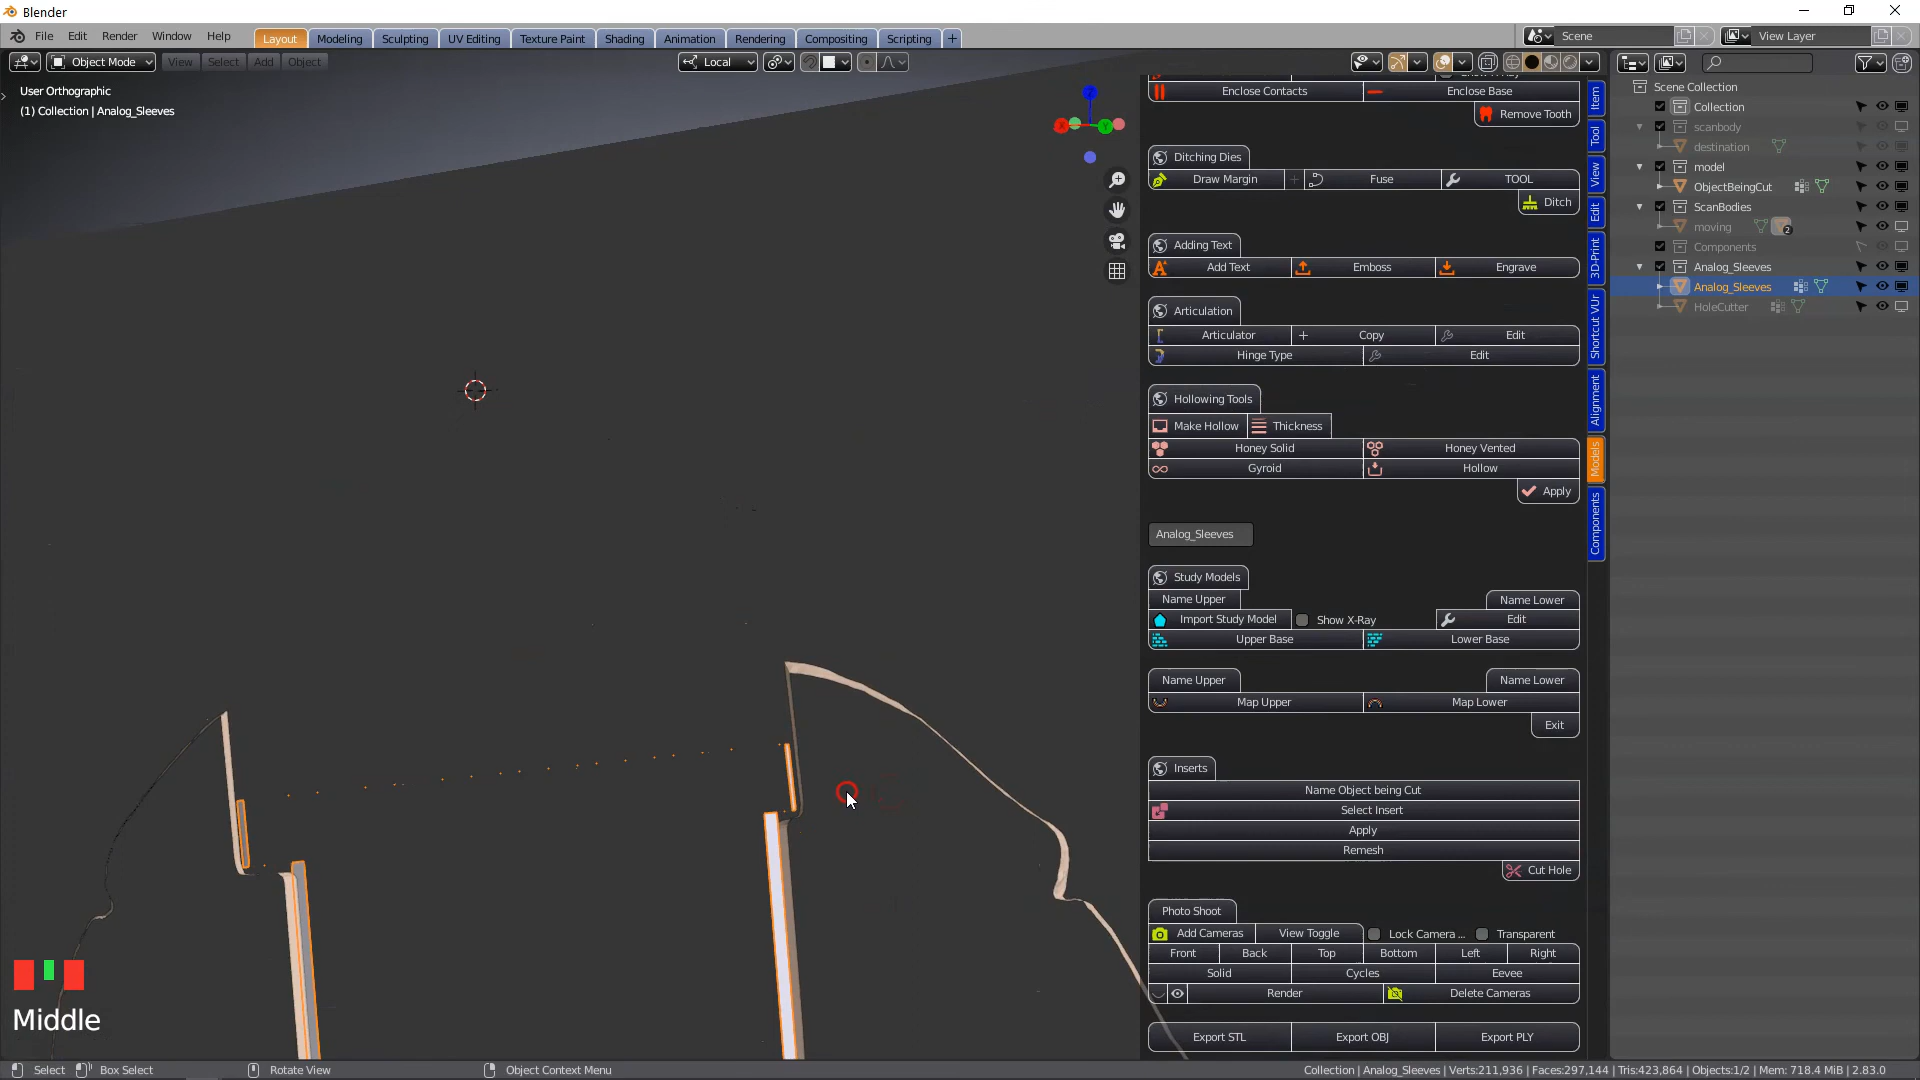 Blender
File Edit Render Window Help
Layout Modeling Sculpting UV Editing Texture Paint Shading Animation Rendering Compositing Scripting +
Scene View Layer
Object Mode View Select Add Object
Local
User Orthographic
(1) Collection | Analog_Sleeves
Z
Enclose Contacts Enclose Base
Remove Tooth
Ditching Dies
Draw Margin Fuse TOOL
Ditch
Adding Text
Add Text Emboss Engrave
Articulation
Articulator Copy Edit
Hinge Type Edit
Hollowing Tools
Make Hollow Thickness
Honey Solid Honey Vented
Gyroid Hollow
Apply
Analog_Sleeves
Study Models
Name Upper Name Lower
Import Study Model Show X-Ray Edit
Upper Base Lower Base
Name Upper Name Lower
Map Upper Map Lower
Exit
Inserts
Name Object being Cut
Select Insert
Apply
Remesh
Cut Hole
Photo Shoot
Add Cameras View Toggle Lock Camera ... Transparent
Front Back Top Bottom Left Right
Solid Cycles Eevee
Render Delete Cameras
Export STL Export OBJ Export PLY
Item
Tool
View
Edit
3D-Print
Shortcut VUr
Alignment
Models
Components
Scene Collection
Collection
scanbody
destination
model
ObjectBeingCut
ScanBodies
moving 2
Components
Analog_Sleeves
Analog_Sleeves
HoleCutter
Middle
Select Box Select Rotate View Object Context Menu
Collection | Analog_Sleeves | Verts:211,936 | Faces:297,144 | Tris:423,864 | Objects:1/2 | Mem: 718.4 MiB | 2.83.0